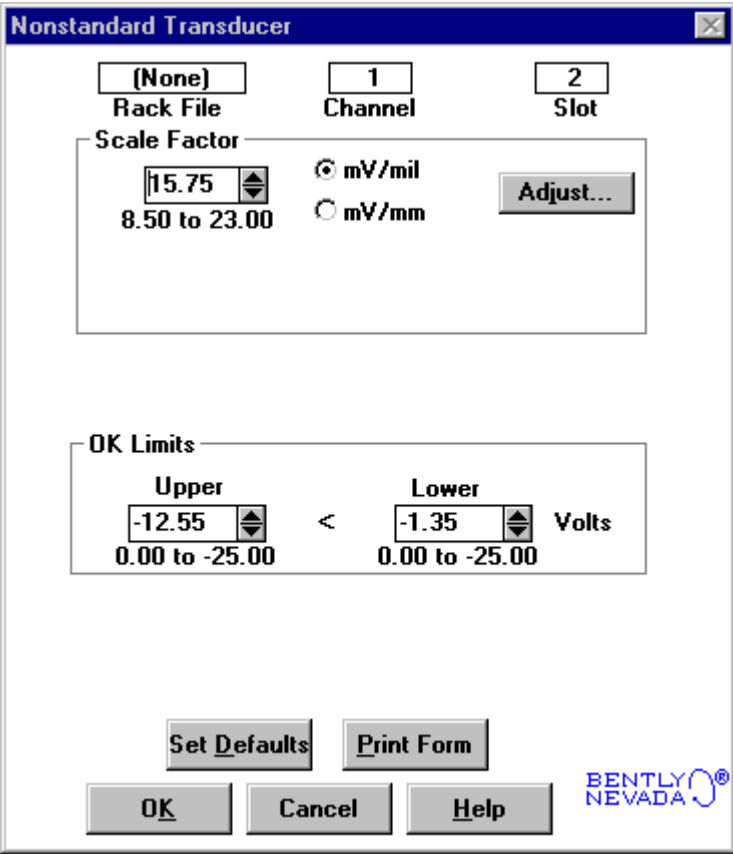 Nonstandard Transducer
(None) 1 2
Rack File Channel Slot
Scale Factor
15.75 mV/mil Adjust...
8.50 to 23.00 mV/mm
OK Limits
Upper Lower
-12.55 < -1.35 Volts
0.00 to -25.00 0.00 to -25.00
Set Defaults Print Form
OK Cancel Help
BENTLY
NEVADA ®